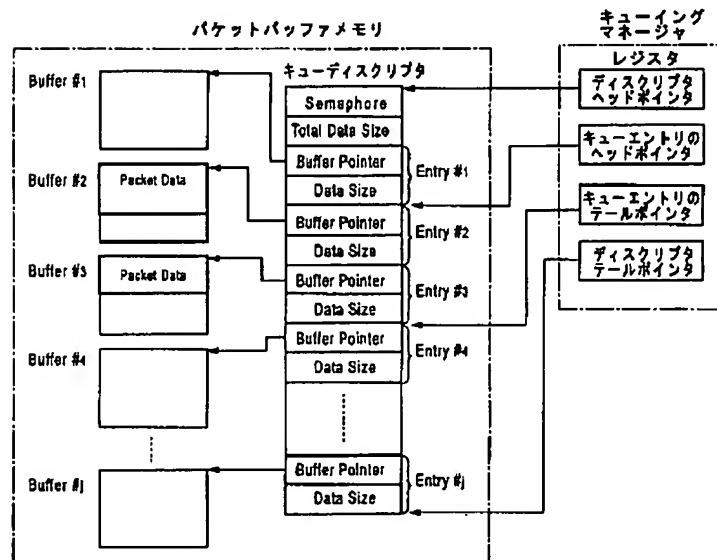 パケットバッファメモリ
キューイング
マネージャ
Buffer #1
Buffer #2
Packet Data
Buffer #3
Packet Data
Buffer #4
Buffer #j
キューディスクリプタ
Semaphore
Total Data Size
Buffer Pointer
Data Size
Entry #1
Buffer Pointer
Data Size
Entry #2
Buffer Pointer
Data Size
Entry #3
Buffer Pointer
Data Size
Entry #4
Buffer Pointer
Data Size
Entry #j
レジスタ
ディスクリプタ
ヘッドポインタ
キューエントリの
ヘッドポインタ
キューエントリの
テールポインタ
ディスクリプタ
テールポインタ